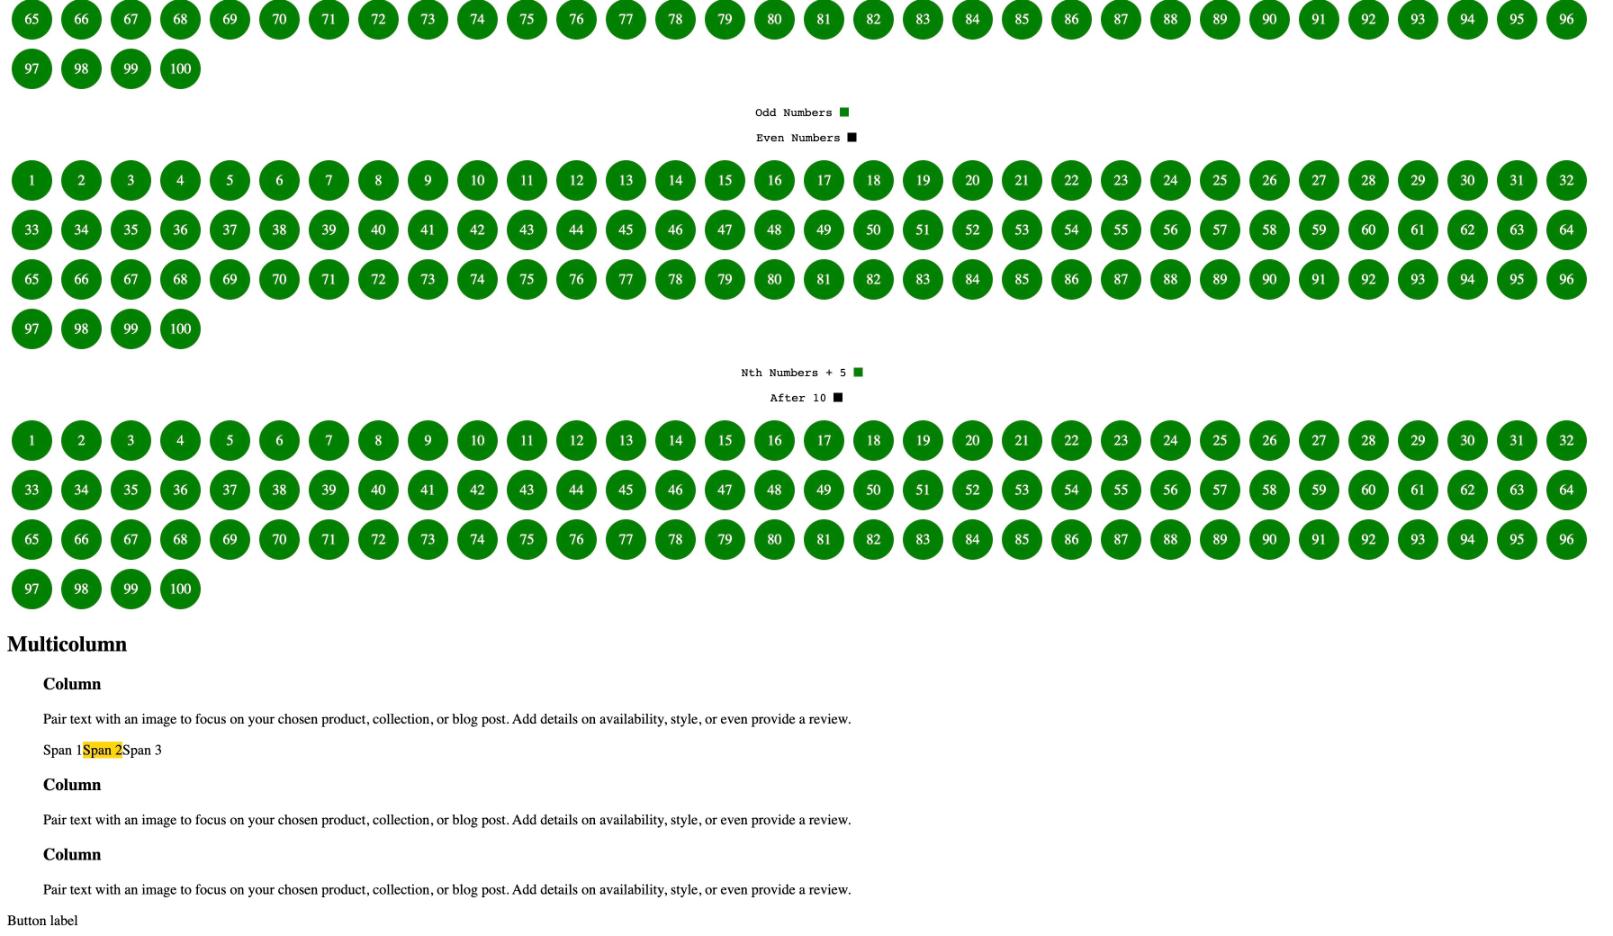 65 66 67 68 69 70 71 72 73 74 75 76 77 78 79 80 81 82 83 84 85 86 87 88 89 90 91 92 93 94 95 96
97 98 99 100
Odd Numbers
Even Numbers
1 2 3 4 5 6 7 8 9 10 11 12 13 14 15 16 17 18 19 20 21 22 23 24 25 26 27 28 29 30 31 32
33 34 35 36 37 38 39 40 41 42 43 44 45 46 47 48 49 50 51 52 53 54 55 56 57 58 59 60 61 62 63 64
65 66 67 68 69 70 71 72 73 74 75 76 77 78 79 80 81 82 83 84 85 86 87 88 89 90 91 92 93 94 95 96
97 98 99 100
Nth Numbers + 5
After 10
1 2 3 4 5 6 7 8 9 10 11 12 13 14 15 16 17 18 19 20 21 22 23 24 25 26 27 28 29 30 31 32
33 34 35 36 37 38 39 40 41 42 43 44 45 46 47 48 49 50 51 52 53 54 55 56 57 58 59 60 61 62 63 64
65 66 67 68 69 70 71 72 73 74 75 76 77 78 79 80 81 82 83 84 85 86 87 88 89 90 91 92 93 94 95 96
97 98 99 100
Multicolumn
Column
Pair text with an image to focus on your chosen product, collection, or blog post. Add details on availability, style, or even provide a review.
Span 1Span 2Span 3
Column
Pair text with an image to focus on your chosen product, collection, or blog post. Add details on availability, style, or even provide a review.
Column
Pair text with an image to focus on your chosen product, collection, or blog post. Add details on availability, style, or even provide a review.
Button label